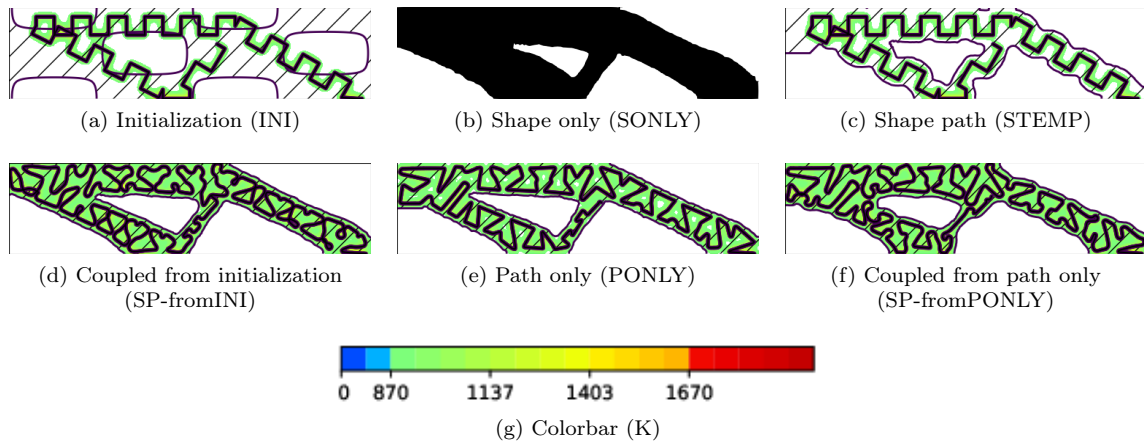 (a) Initialization (INI)
(b) Shape only (SONLY)
(c) Shape path (STEMP)
(d) Coupled from initialization
(SP-fromINI)
(e) Path only (PONLY)
(f) Coupled from path only
(SP-fromPONLY)
0 870 1137 1403 1670
(g) Colorbar (K)